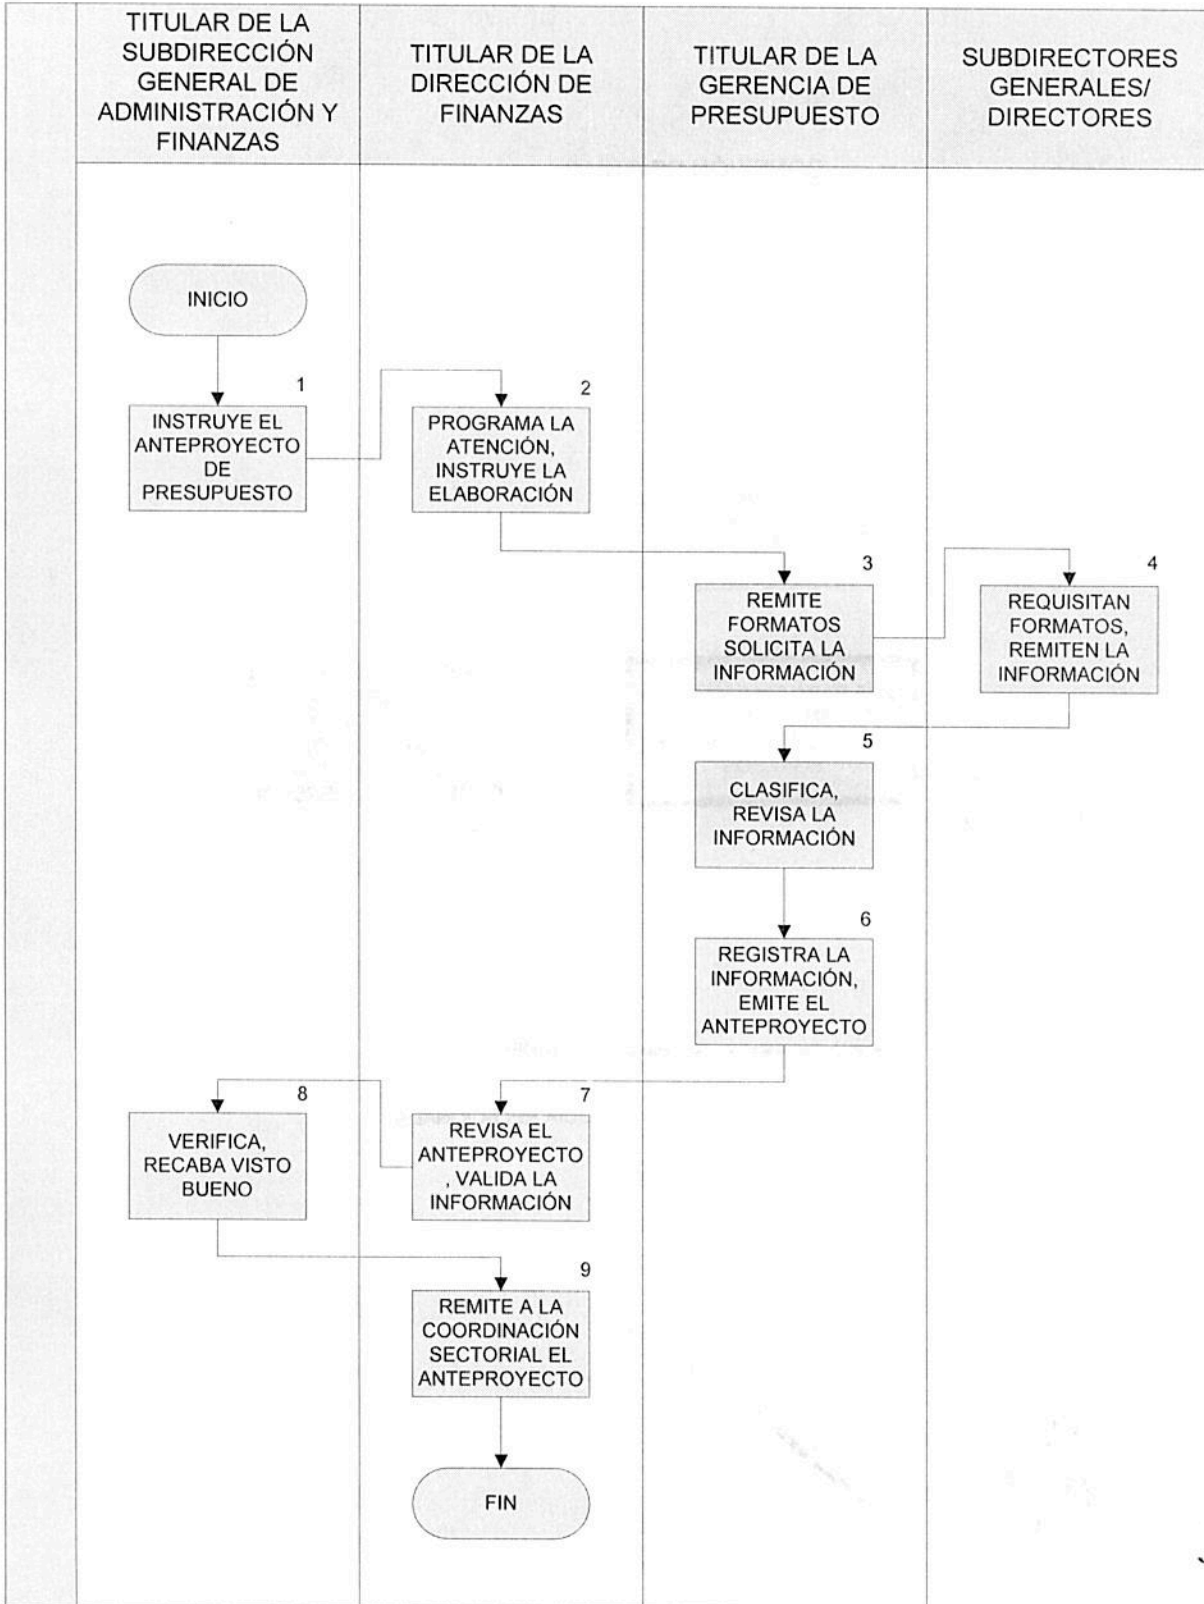 TITULAR DE LA
SUBDIRECCIÓN
GENERAL DE
ADMINISTRACIÓN Y
FINANZAS
TITULAR DE LA
DIRECCIÓN DE
FINANZAS
TITULAR DE LA
GERENCIA DE
PRESUPUESTO
SUBDIRECTORES
GENERALES/
DIRECTORES
INICIO
1
INSTRUYE EL
ANTEPROYECTO
DE
PRESUPUESTO
2
PROGRAMA LA
ATENCIÓN,
INSTRUYE LA
ELABORACIÓN
3
REMITE
FORMATOS
SOLICITA LA
INFORMACIÓN
4
REQUISITAN
FORMATOS,
REMITEN LA
INFORMACIÓN
5
CLASIFICA,
REVISA LA
INFORMACIÓN
6
REGISTRA LA
INFORMACIÓN,
EMITE EL
ANTEPROYECTO
7
REVISA EL
ANTEPROYECTO
, VALIDA LA
INFORMACIÓN
8
VERIFICA,
RECABA VISTO
BUENO
9
REMITE A LA
COORDINACIÓN
SECTORIAL EL
ANTEPROYECTO
FIN